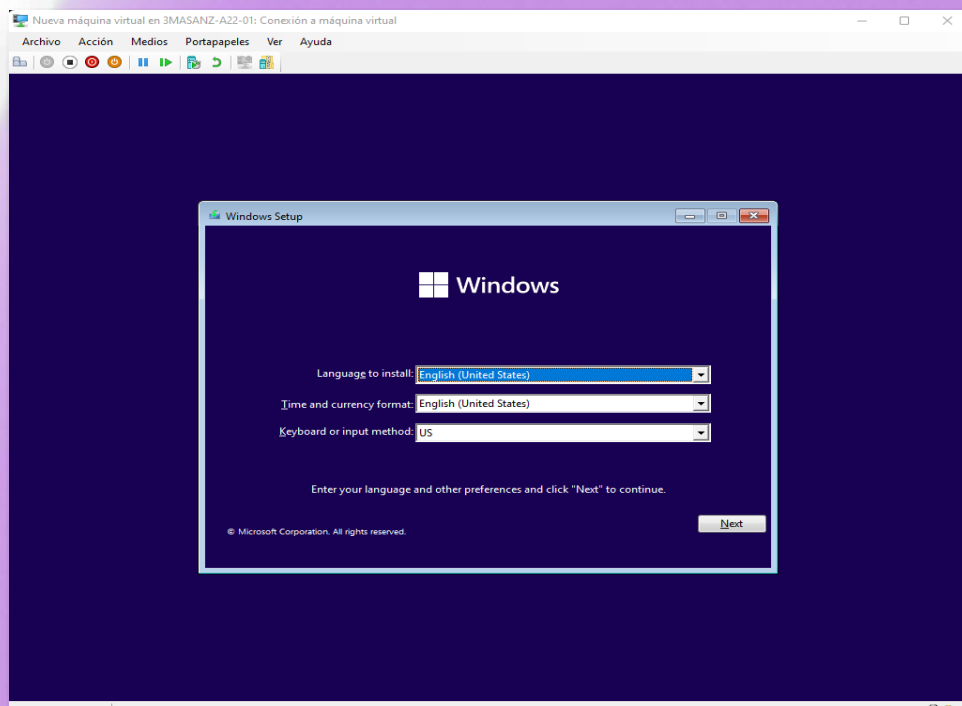 Nueva máquina virtual en 3MASANZ-A22-01: Conexión a máquina virtual
Archivo Acción Medios Portapapeles Ver Ayuda
Windows Setup
Windows
Language to install: English (United States)
Time and currency format: English (United States)
Keyboard or input method: US
Enter your language and other preferences and click "Next" to continue.
© Microsoft Corporation. All rights reserved.
Next